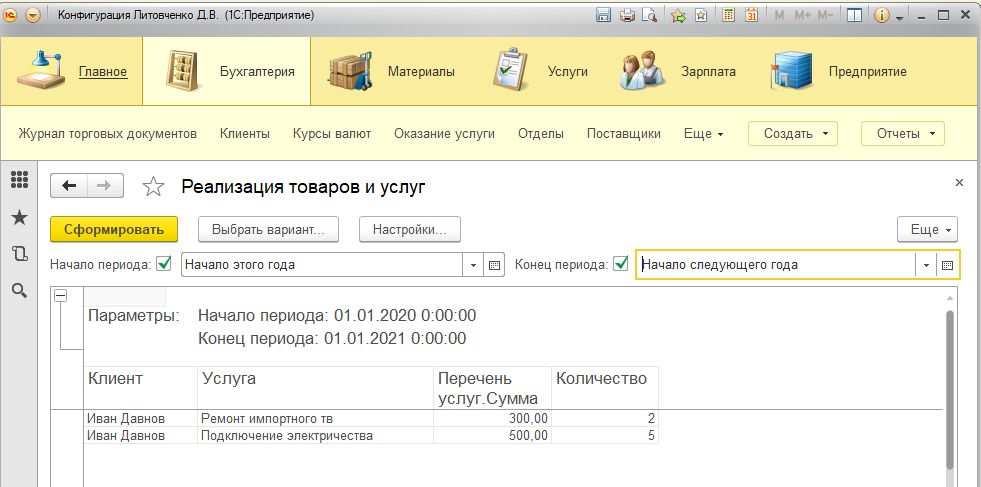 Конфигурация Литовченко Д.В. (1С:Предприятие)
M M+ M-
Главное Бухгалтерия Материалы Услуги Зарплата Предприятие
Журнал торговых документов Клиенты Курсы валют Оказание услуги Отделы Поставщики Еще Создать Отчеты
Реализация товаров и услуг
Сформировать Выбрать вариант... Настройки... Еще
Начало периода: Начало этого года Конец периода: Начало следующего года
Параметры: Начало периода: 01.01.2020 0:00:00
Конец периода: 01.01.2021 0:00:00
Клиент Услуга Перечень Количество
услуг.Сумма
Иван Давнов Ремонт импортного тв 300,00 2
Иван Давнов Подключение электричества 500,00 5